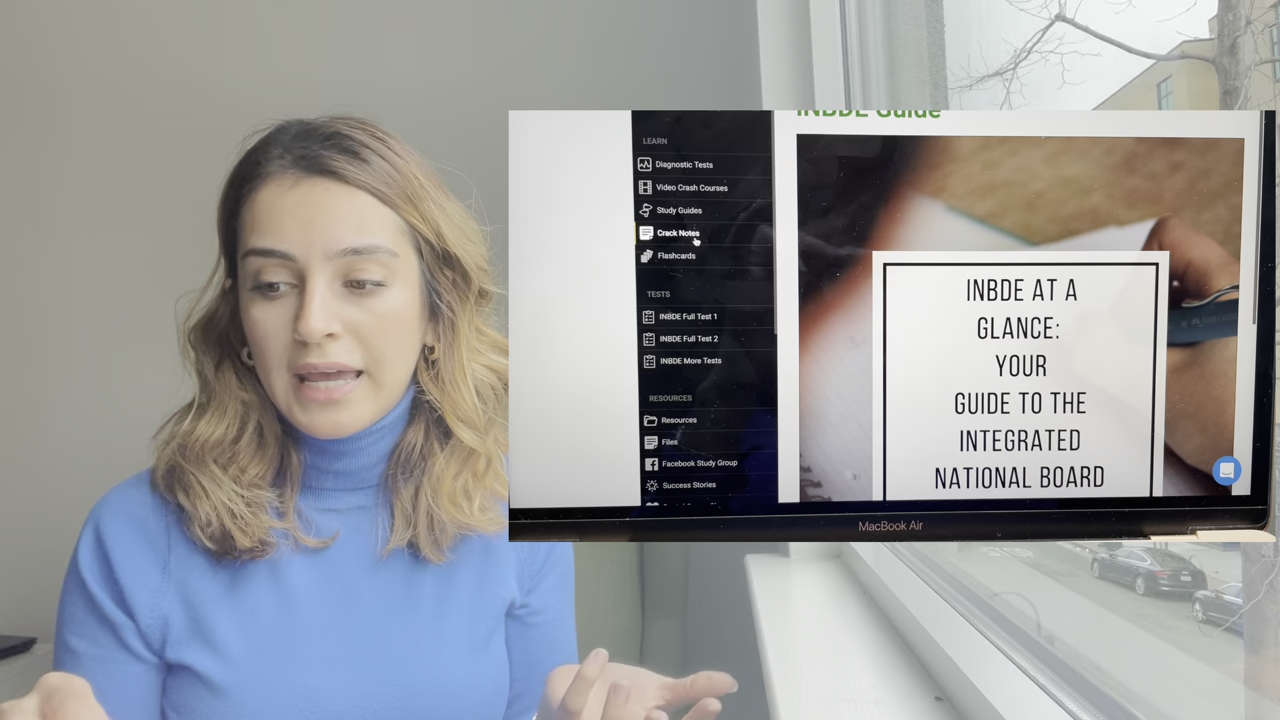 INBDE Guide
LEARN
Diagnostic Tests
Video Crash Courses
Study Guides
Crack Notes
Flashcards
TESTS
INBDE Full Test 1
INBDE Full Test 2
INBDE More Tests
RESOURCES
Resources
Files
Facebook Study Group
Success Stories
INBDE AT A
GLANCE:
YOUR
GUIDE TO THE
INTEGRATED
NATIONAL BOARD
MacBook Air